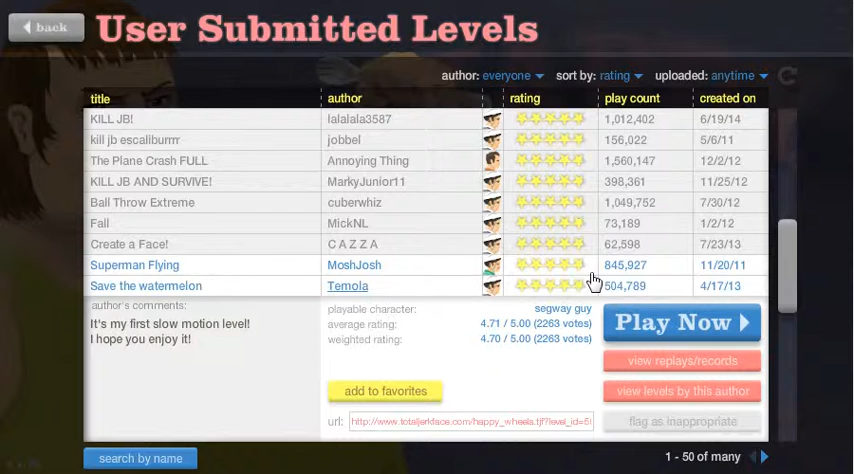 back User Submitted Levels
author: everyone sort by: rating uploaded: anytime
title author rating play count created on
KILL JB! lalalala3587 1,012,402 6/19/14
kill jb escaliburrrr jobbel 156,022 5/6/11
The Plane Crash FULL Annoying Thing 1,560,147 12/2/12
KILL JB AND SURVIVE! MarkyJunior11 398,361 11/25/12
Ball Throw Extreme cuberwhiz 1,049,752 7/30/12
Fall MickNL 73,189 1/2/12
Create a Face! C A Z Z A 62,598 7/23/13
Superman Flying MoshJosh 845,927 11/20/11
Save the watermelon Temola 504,789 4/17/13
author's comments:
It's my first slow motion level!
I hope you enjoy it!
playable character: segway guy
average rating: 4.71 / 5.00 (2263 votes)
weighted rating: 4.70 / 5.00 (2263 votes)
Play Now
view replays/records
add to favorites view levels by this author
url: http://www.totaljerkface.com/happy_wheels.tjf?level_id=5 flag as inappropriate
search by name 1 - 50 of many